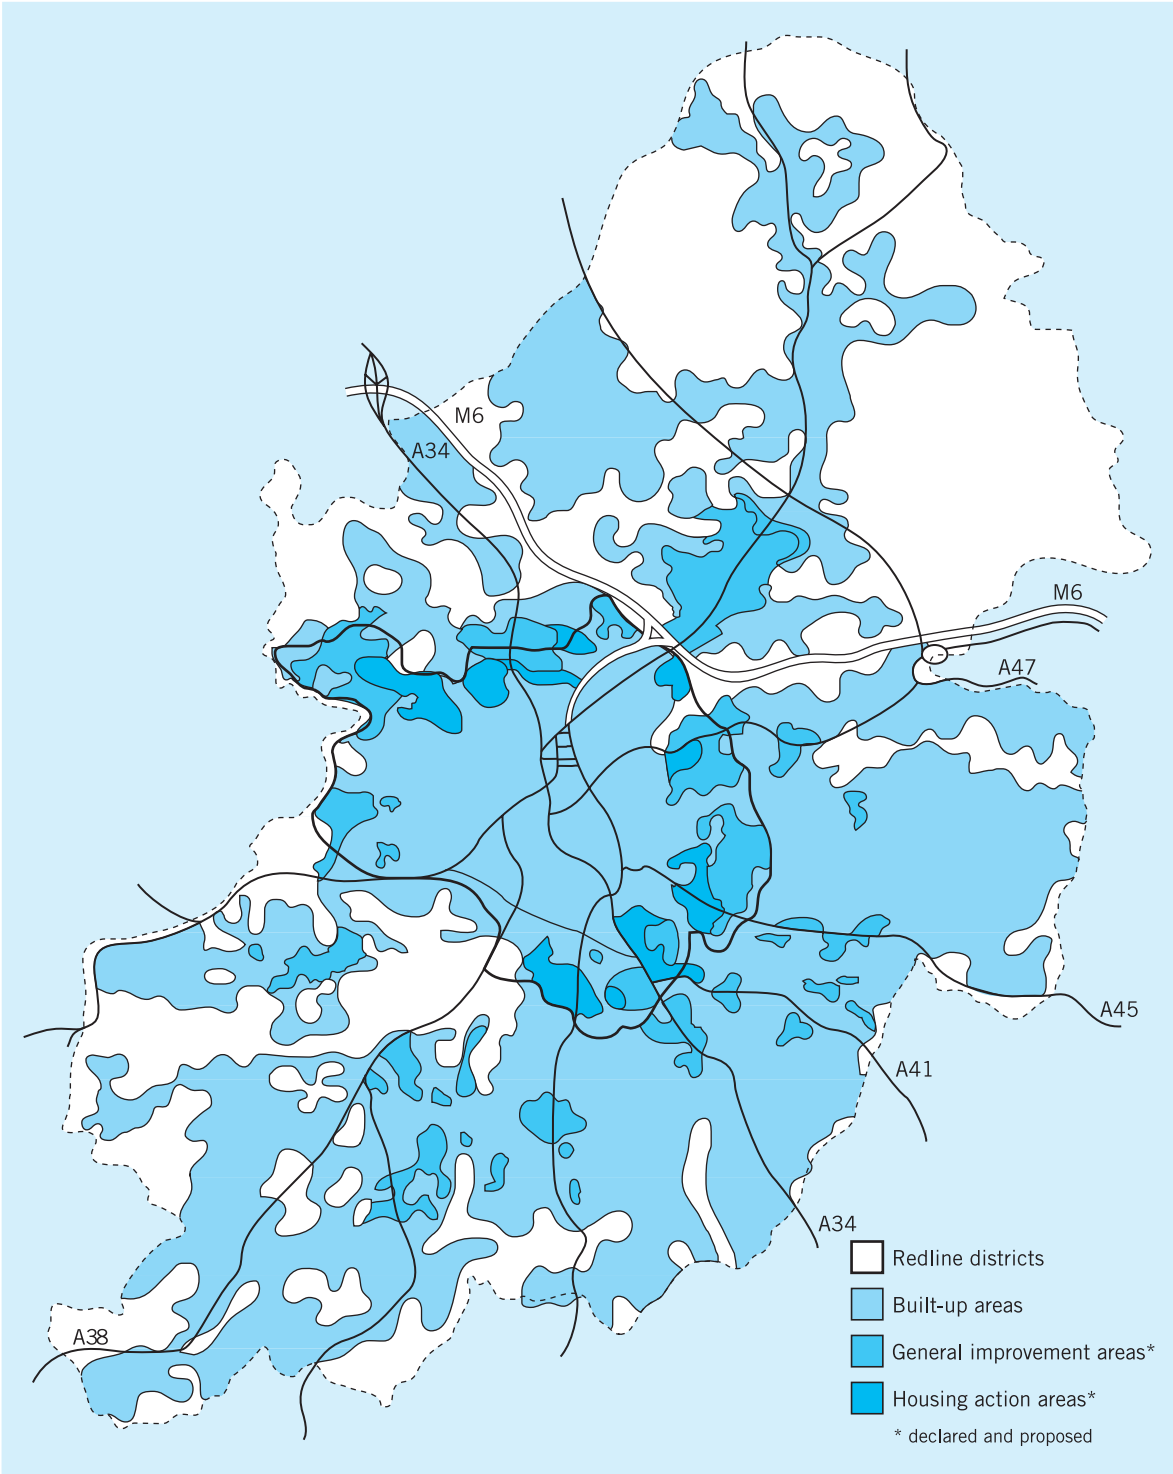 M6
A34
M6
A47
A45
A41
A34
A38
Redline districts
Built-up areas
General improvement areas*
Housing action areas*
* declared and proposed